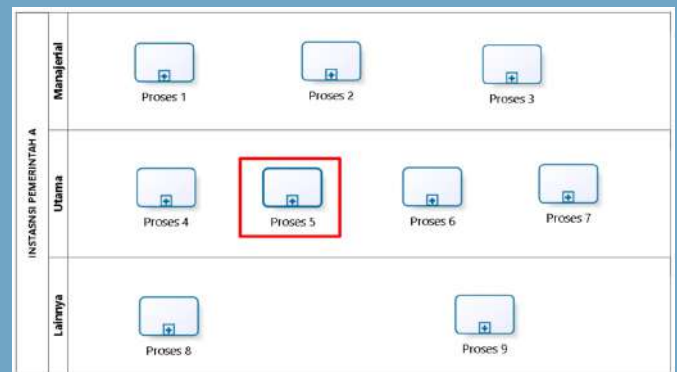 INSTASNSI PEMERINTAH A
Manajerial
Proses 1
Proses 2
Proses 3
Utama
Proses 4
Proses 5
Proses 6
Proses 7
Lainnya
Proses 8
Proses 9